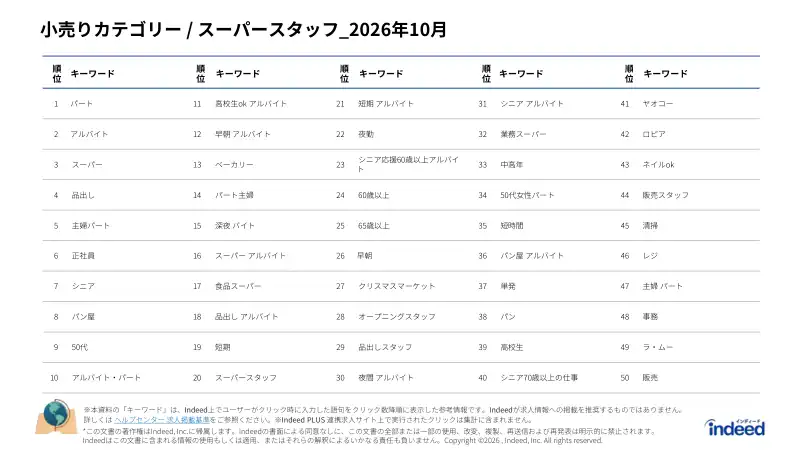 小売りカテゴリー / スーパースタッフ_2026年10月
順位 キーワード 順位 キーワード 順位 キーワード 順位 キーワード 順位 キーワード
1 パート 11 高校生ok アルバイト 21 短期 アルバイト 31 シニア アルバイト 41 ヤオコー
2 アルバイト 12 早朝 アルバイト 22 夜勤 32 業務スーパー 42 ロピア
3 スーパー 13 ベーカリー 23 シニア応援60歳以上アルバイト 33 中高年 43 ネイルok
4 品出し 14 パート主婦 24 60歳以上 34 50代女性パート 44 販売スタッフ
5 主婦パート 15 深夜 バイト 25 65歳以上 35 短時間 45 清掃
6 正社員 16 スーパー アルバイト 26 早朝 36 パン屋 アルバイト 46 レジ
7 シニア 17 食品スーパー 27 クリスマスマーケット 37 単発 47 主婦 パート
8 パン屋 18 品出し アルバイト 28 オープニングスタッフ 38 パン 48 事務
9 50代 19 短期 29 品出しスタッフ 39 高校生 49 ラ・ムー
10 アルバイト・パート 20 スーパースタッフ 30 夜間 アルバイト 40 シニア70歳以上の仕事 50 販売
※本資料の「キーワード」は、Indeed上でユーザーがクリック時に入力した語句をクリック数降順に表示した参考情報です。Indeedが求人情報への掲載を推奨するものではありません。
詳しくは ヘルプセンター 求人掲載基準をご参照ください。※Indeed PLUS 連携求人サイト上で実行されたクリックは集計に含まれません。
*この文書の著作権はIndeed,Inc.に帰属します。Indeedの書面による同意なしに、この文書の全部または一部の使用、改変、複製、再送信および再発表は明示的に禁止されます。
Indeedはこの文書に含まれる情報の使用もしくは適用、またはそれらの解釈よるいかなる責任も負いません。Copyright ©2026 , Indeed, Inc. All rights reserved.
インディード
indeed